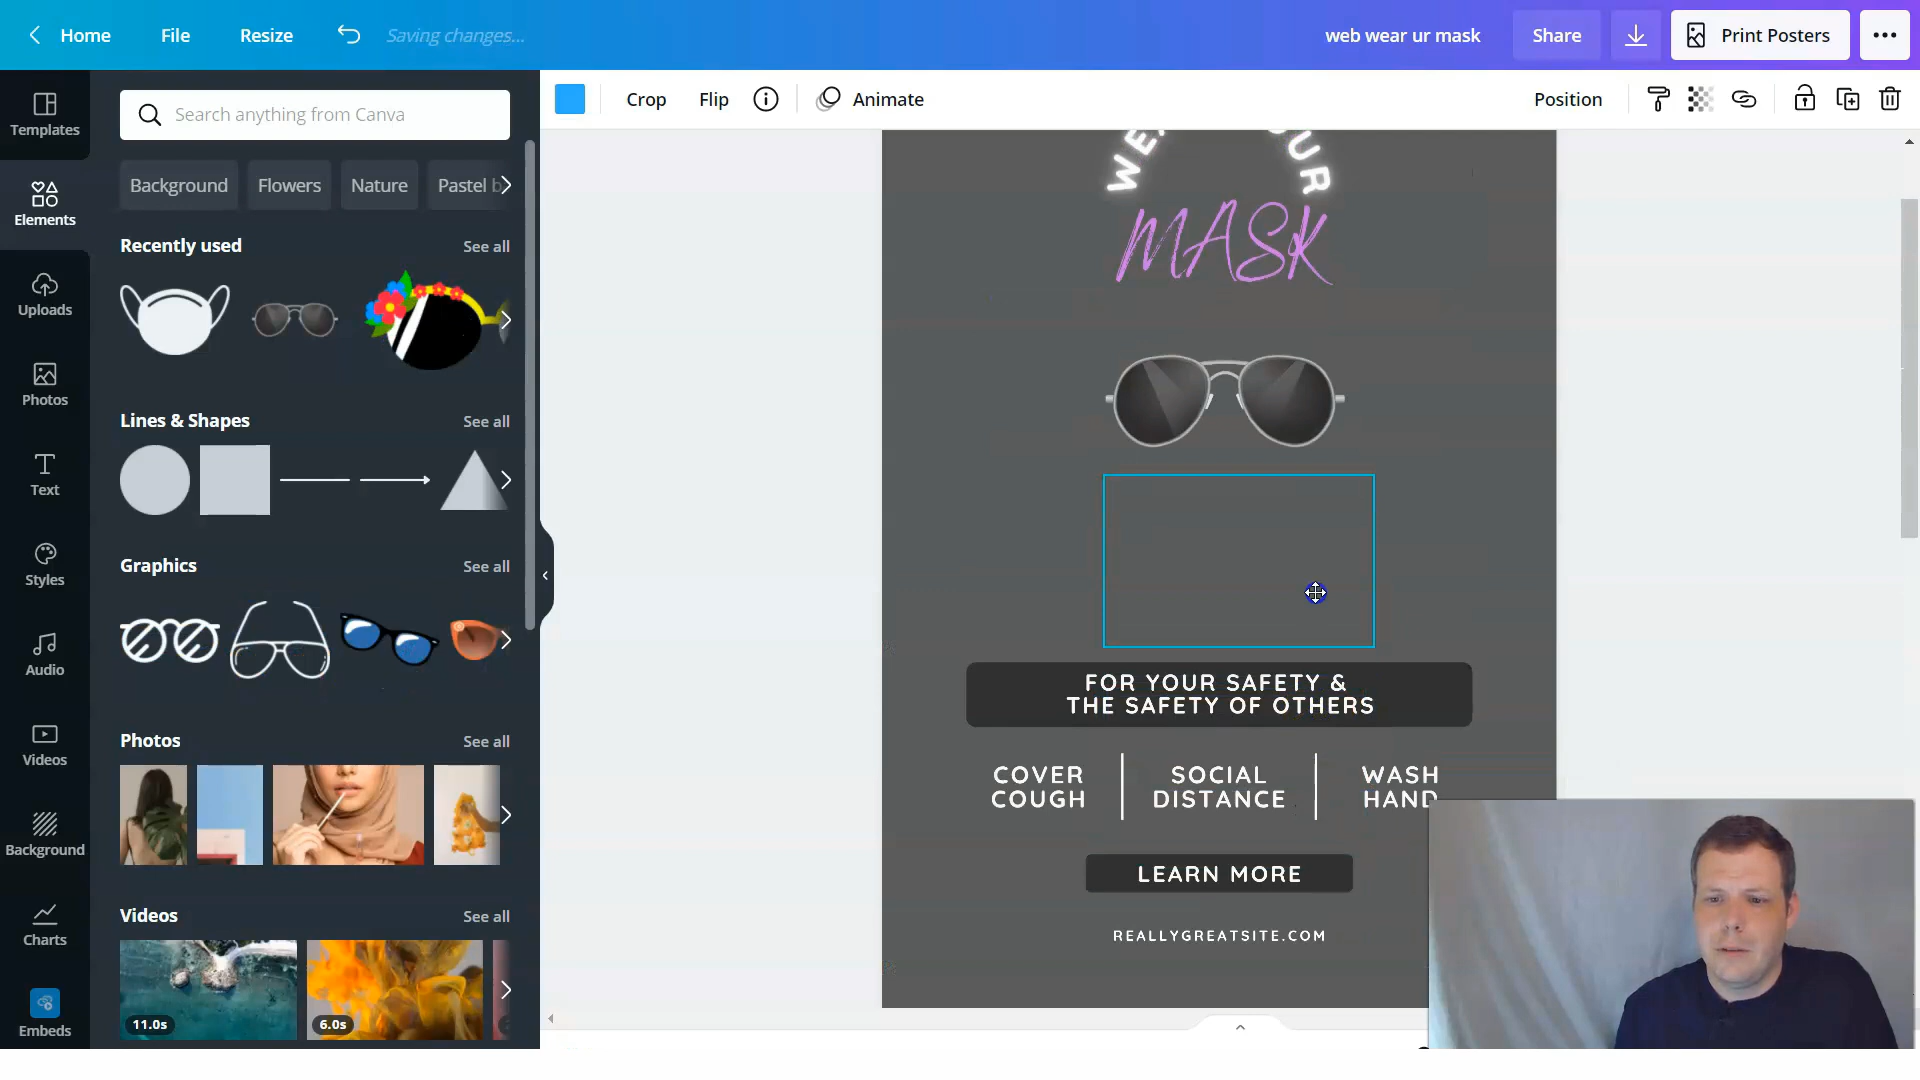 Home
File
Resize
Saving changes...
web wear ur mask
Share
Print Posters
Templates
Elements
Uploads
Photos
Text
Styles
Audio
Videos
Background
Charts
Embeds
Search anything from Canva
Background
Flowers
Nature
Pastel b
Recently used
See all
Lines & Shapes
See all
Graphics
See all
Photos
See all
Videos
See all
11.0s
6.0s
Crop
Flip
Animate
Position
WE
UR
MASK
FOR YOUR SAFETY &
THE SAFETY OF OTHERS
COVER
COUGH
SOCIAL
DISTANCE
WASH
HAND
LEARN MORE
REALLYGREATSITE.COM